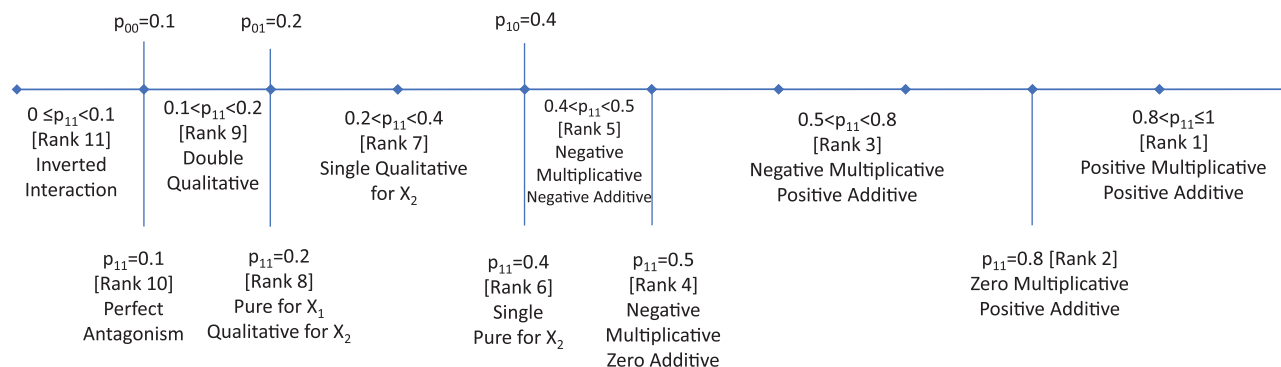 p₀₀=0.1
p₀₁=0.2
p₁₀=0.4
0 ≤p₁₁<0.1
[Rank 11]
Inverted
Interaction
0.1<p₁₁<0.2
[Rank 9]
Double
Qualitative
0.2<p₁₁<0.4
[Rank 7]
Single Qualitative
for X₂
0.4<p₁₁<0.5
[Rank 5]
Negative
Multiplicative
Negative Additive
0.5<p₁₁<0.8
[Rank 3]
Negative Multiplicative
Positive Additive
0.8<p₁₁≤1
[Rank 1]
Positive Multiplicative
Positive Additive
p₁₁=0.1
[Rank 10]
Perfect
Antagonism
p₁₁=0.2
[Rank 8]
Pure for X₁
Qualitative for X₂
p₁₁=0.4
[Rank 6]
Single
Pure for X₂
p₁₁=0.5
[Rank 4]
Negative
Multiplicative
Zero Additive
p₁₁=0.8 [Rank 2]
Zero Multiplicative
Positive Additive